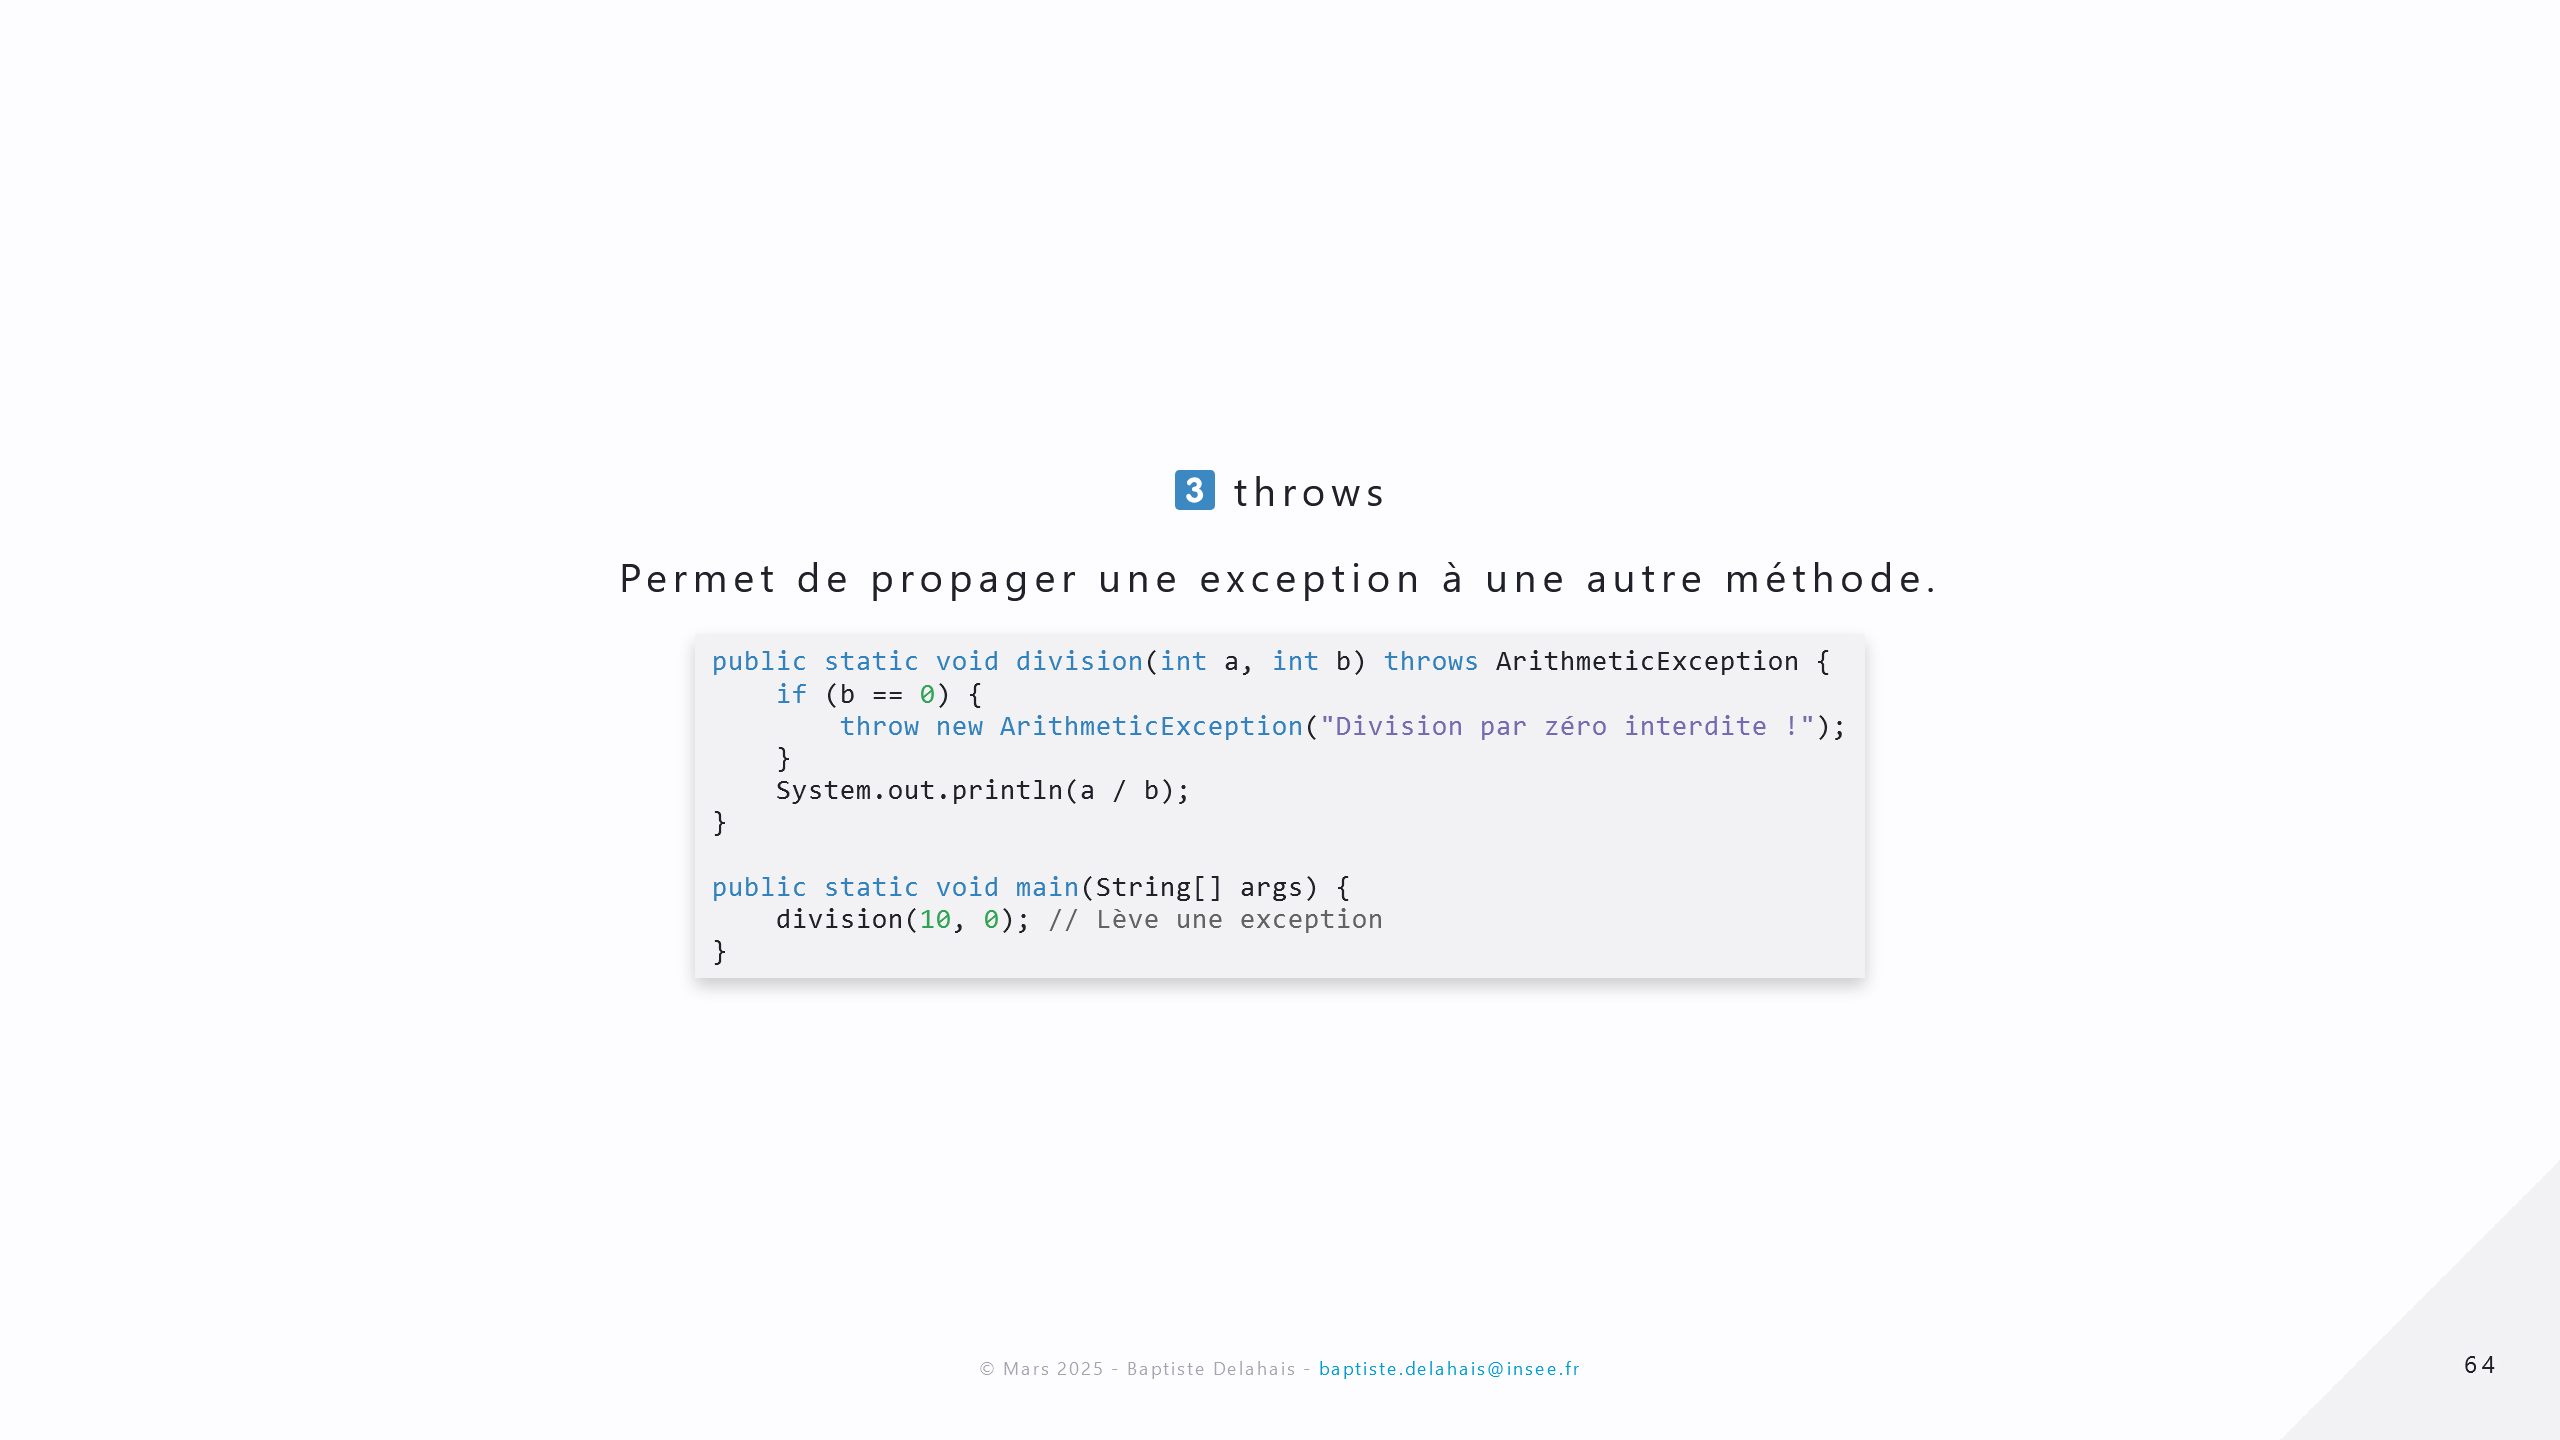 3 throws
Permet de propager une exception à une autre méthode.
public static void division(int a, int b) throws ArithmeticException {
    if (b == 0) {
        throw new ArithmeticException("Division par zéro interdite !");
    }
    System.out.println(a / b);
}
public static void main(String[] args) {
    division(10, 0); // Lève une exception
}
© Mars 2025 - Baptiste Delahais - baptiste.delahais@insee.fr
64